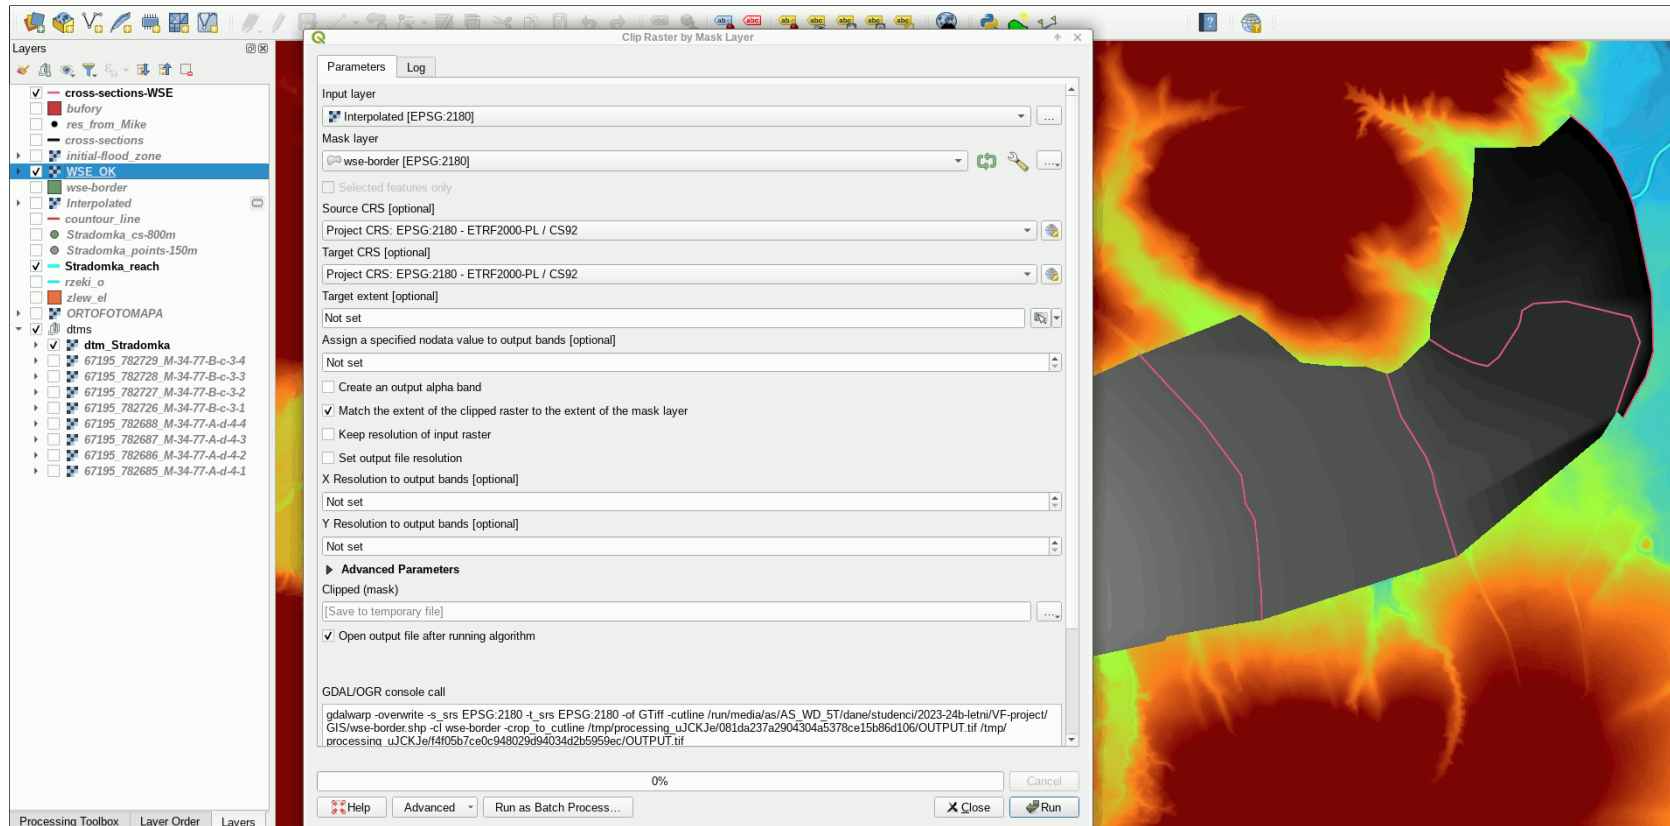 Clip Raster by Mask Layer
Layers
cross-sections-WSE
bufory
res_from_Mike
cross-sections
initial-flood_zone
WSE_OK
wse-border
Interpolated
countour_line
Stradomka_cs-800m
Stradomka_points-150m
Stradomka_reach
rzeki_o
zlew_el
ORTOFOTOMAPA
dtms
dtm_Stradomka
67195_782729_M-34-77-B-c-3-4
67195_782728_M-34-77-B-c-3-3
67195_782727_M-34-77-B-c-3-2
67195_782726_M-34-77-B-c-3-1
67195_782688_M-34-77-A-d-4-4
67195_782687_M-34-77-A-d-4-3
67195_782686_M-34-77-A-d-4-2
67195_782685_M-34-77-A-d-4-1
Processing Toolbox Layer Order Layers
Parameters Log
Input layer
Interpolated [EPSG:2180]
Mask layer
wse-border [EPSG:2180]
Selected features only
Source CRS [optional]
Project CRS: EPSG:2180 - ETRF2000-PL / CS92
Target CRS [optional]
Project CRS: EPSG:2180 - ETRF2000-PL / CS92
Target extent [optional]
Not set
Assign a specified nodata value to output bands [optional]
Not set
Create an output alpha band
Match the extent of the clipped raster to the extent of the mask layer
Keep resolution of input raster
Set output file resolution
X Resolution to output bands [optional]
Not set
Y Resolution to output bands [optional]
Not set
Advanced Parameters
Clipped (mask)
[Save to temporary file]
Open output file after running algorithm
GDAL/OGR console call
gdalwarp -overwrite -s_srs EPSG:2180 -t_srs EPSG:2180 -of GTiff -cutline /run/media/as/AS_WD_5T/dane/studenci/2023-24b-letni/VF-project/
GIS/wse-border.shp -cl wse-border -crop_to_cutline /tmp/processing_uJCKJe/081da237a2904304a5378ce15b86d106/OUTPUT.tif /tmp/
processing_uJCKJe/f4f05b7ce0c948029d94034d2b5959ec/OUTPUT.tif
0%
Cancel
Help Advanced Run as Batch Process… Close Run